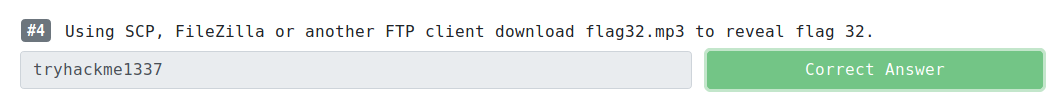 #4 Using SCP, FileZilla or another FTP client download flag32.mp3 to reveal flag 32.
tryhackme1337 Correct Answer